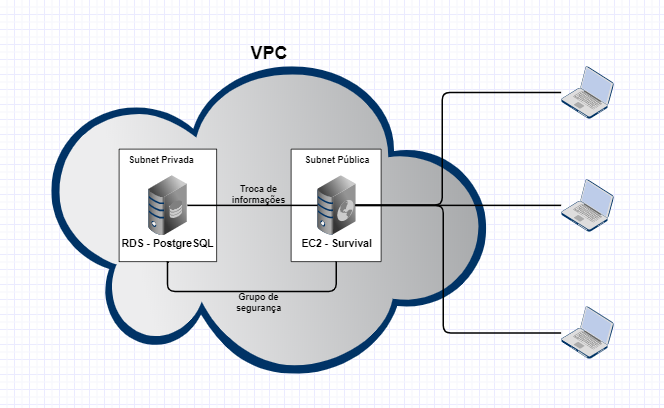 VPC
Subnet Privada
Subnet Pública
Troca de
informações
RDS - PostgreSQL
EC2 - Survival
Grupo de
segurança